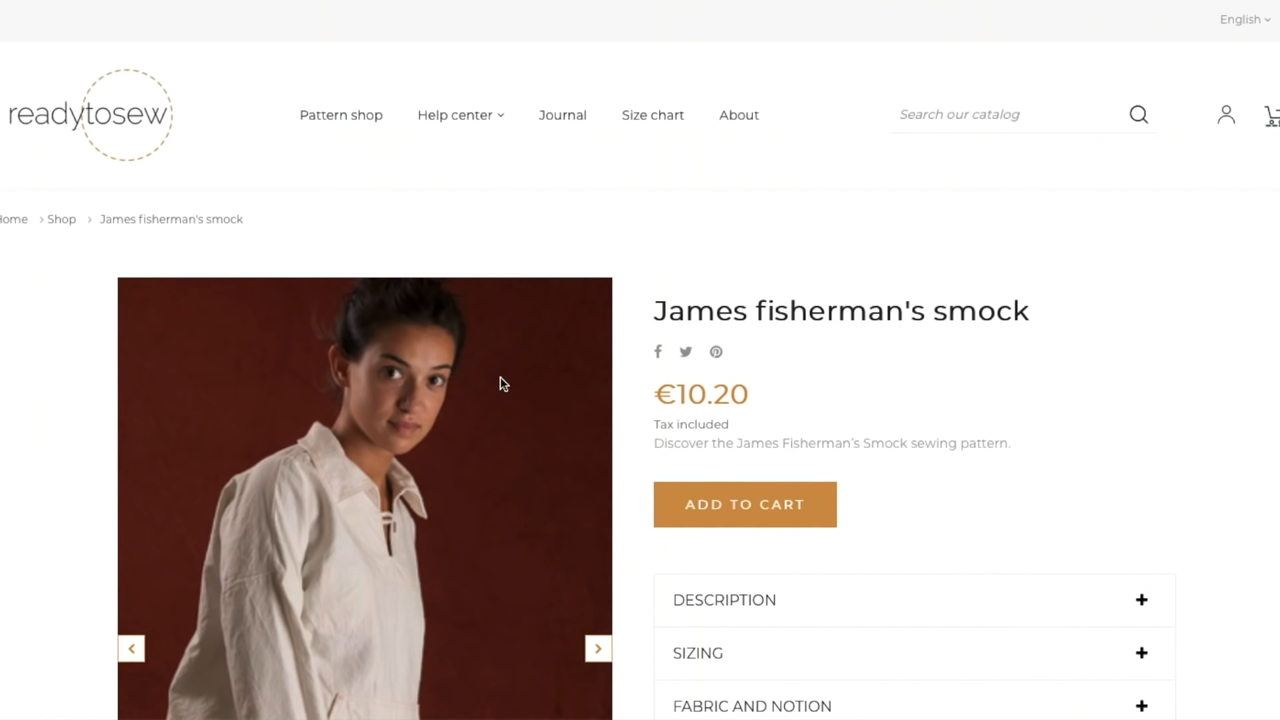 English
readytosew
Pattern shop Help center Journal Size chart About Search our catalog
Home > Shop > James fisherman's smock
James fisherman's smock
€10.20
Tax included
Discover the James Fisherman's Smock sewing pattern.
ADD TO CART
DESCRIPTION
SIZING
FABRIC AND NOTION